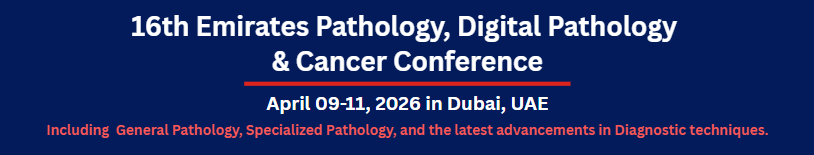 16th Emirates Pathology, Digital Pathology
& Cancer Conference
April 09-11, 2026 in Dubai, UAE
Including General Pathology, Specialized Pathology, and the latest advancements in Diagnostic techniques.